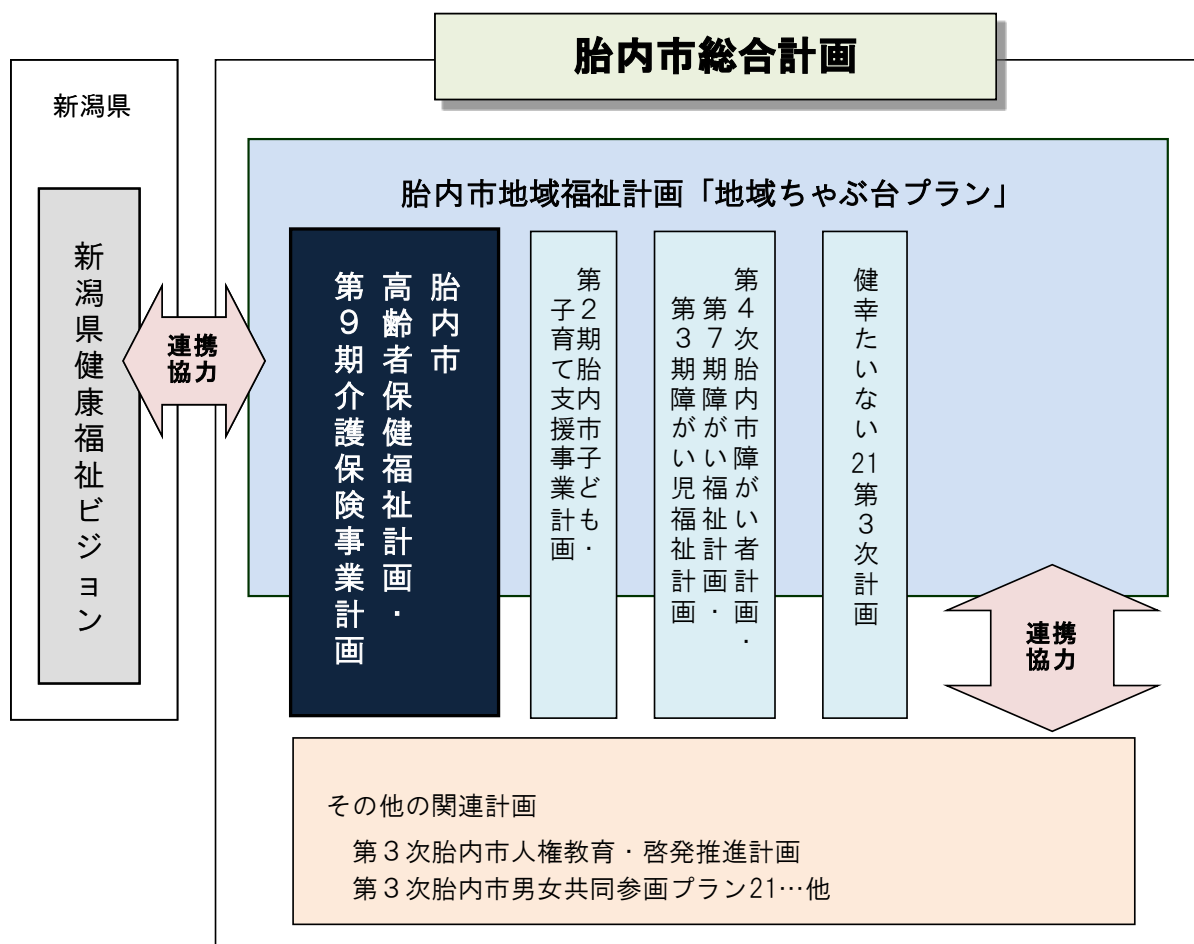 胎内市総合計画
新潟県
新潟県健康福祉ビジョン
連携
協力
胎内市地域福祉計画「地域ちゃぶ台プラン」
胎内市
高齢者保健福祉計画・
第９期介護保険事業計画
第２期胎内市子ども・
子育て支援事業計画
第４次胎内市障がい者計画・
第７期障がい福祉計画・
第３期障がい児福祉計画
健幸たいない21第３次計画
連携
協力
その他の関連計画
第３次胎内市人権教育・啓発推進計画
第３次胎内市男女共同参画プラン21…他